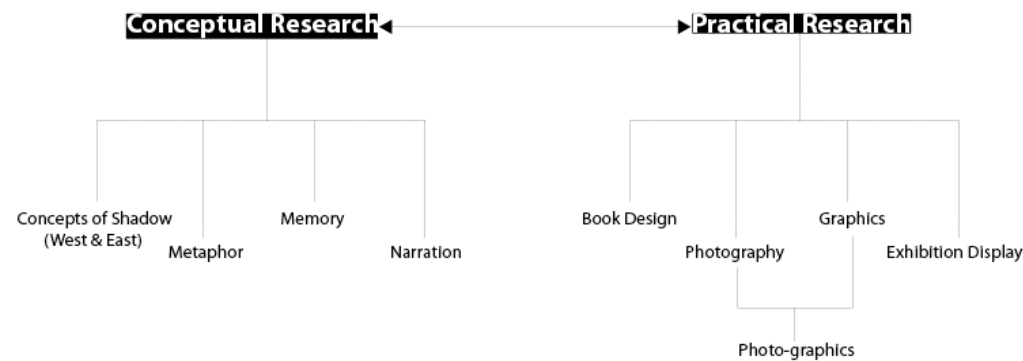 Conceptual Research
Practical Research
Concepts of Shadow
(West & East)
Metaphor
Memory
Narration
Book Design
Photography
Graphics
Exhibition Display
Photo-graphics